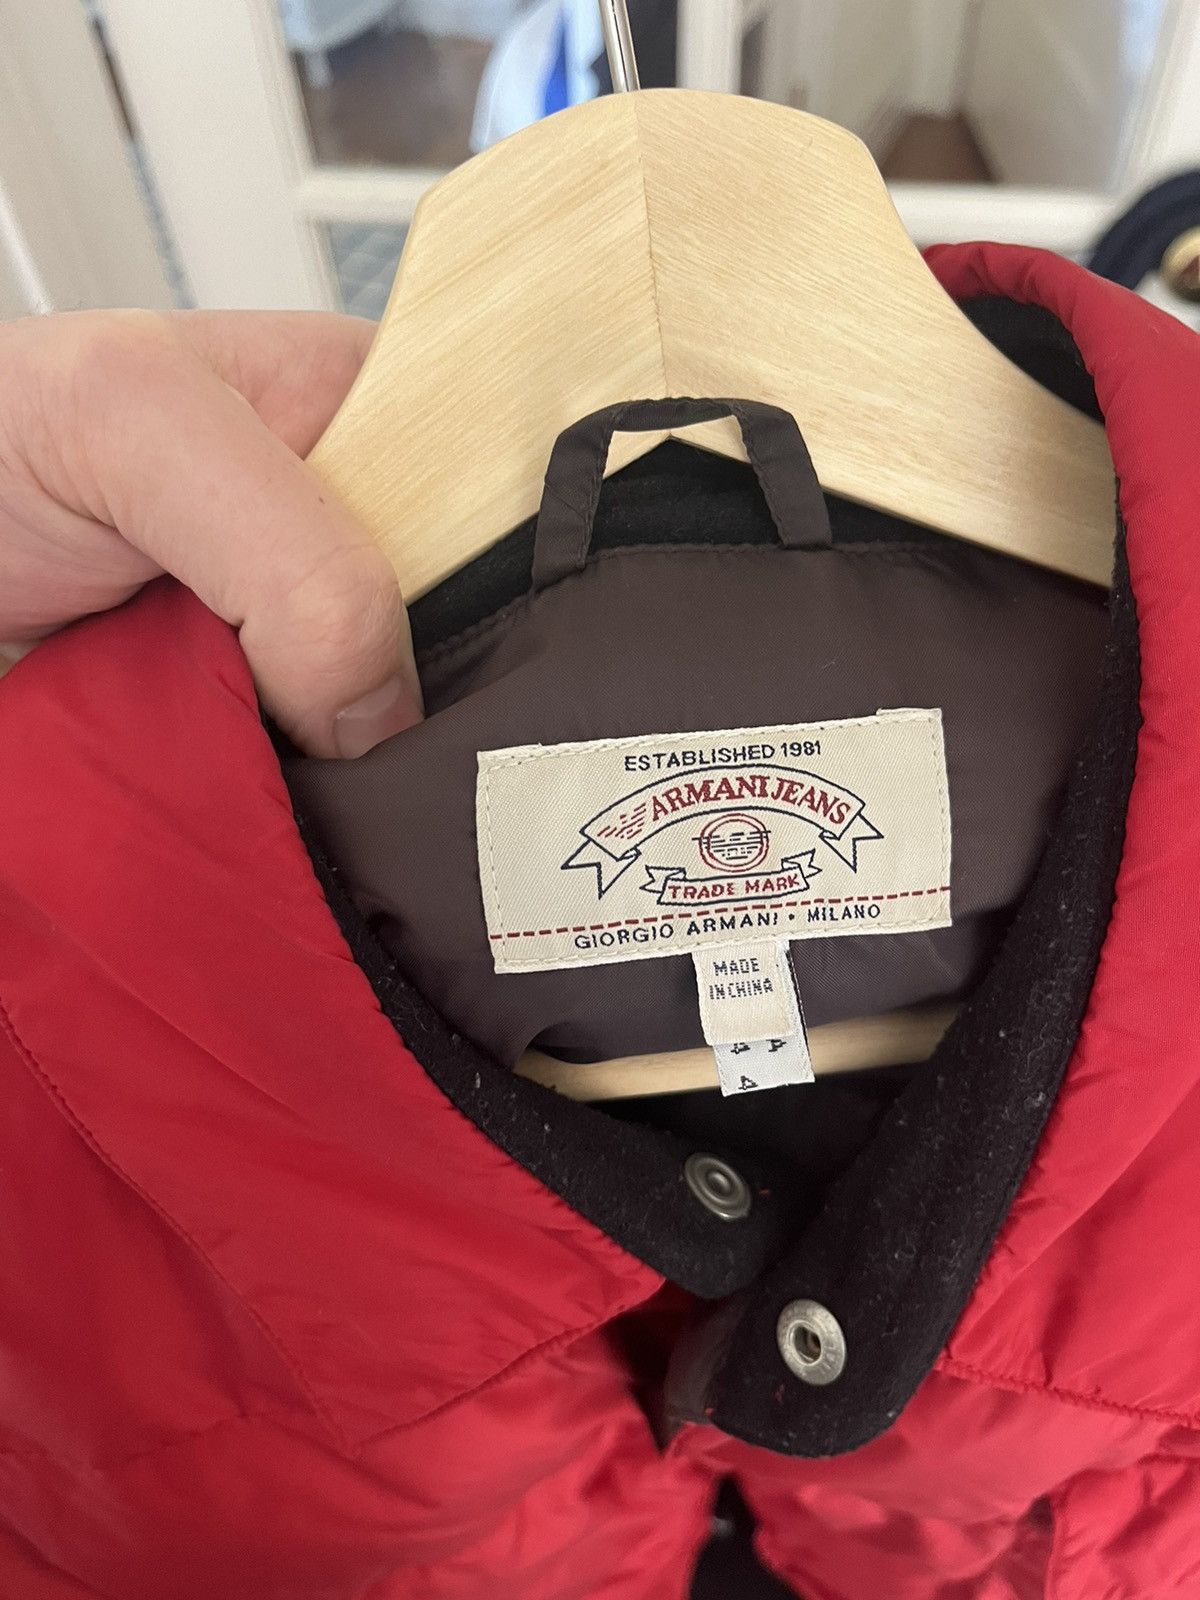 ESTABLISHED 1981
ARMANI JEANS
TRADE MARK
GIORGIO ARMANI • MILANO
MADE
IN CHINA